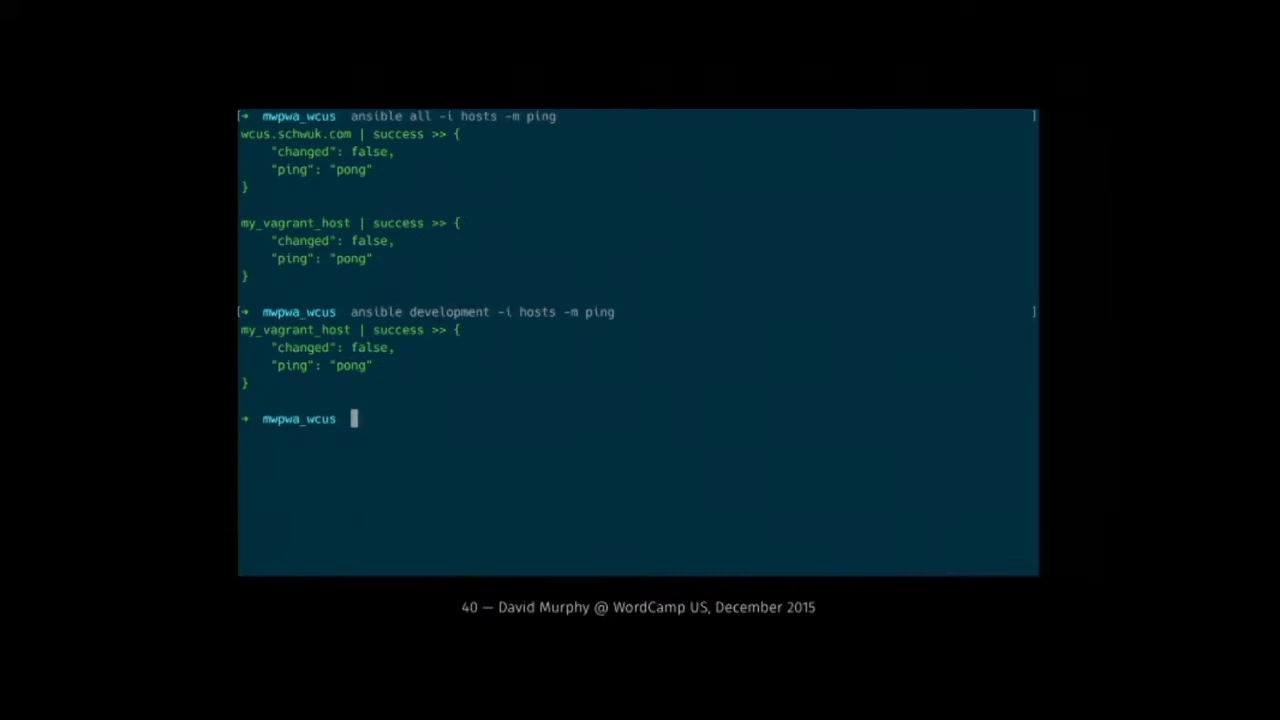 [➜  mwpwa_wcus  ansible all -i hosts -m ping ]
wcus.schwuk.com | success >> {
    "changed": false,
    "ping": "pong"
}
my_vagrant_host | success >> {
    "changed": false,
    "ping": "pong"
}
[➜  mwpwa_wcus  ansible development -i hosts -m ping ]
my_vagrant_host | success >> {
    "changed": false,
    "ping": "pong"
}
➜  mwpwa_wcus
40 — David Murphy @ WordCamp US, December 2015